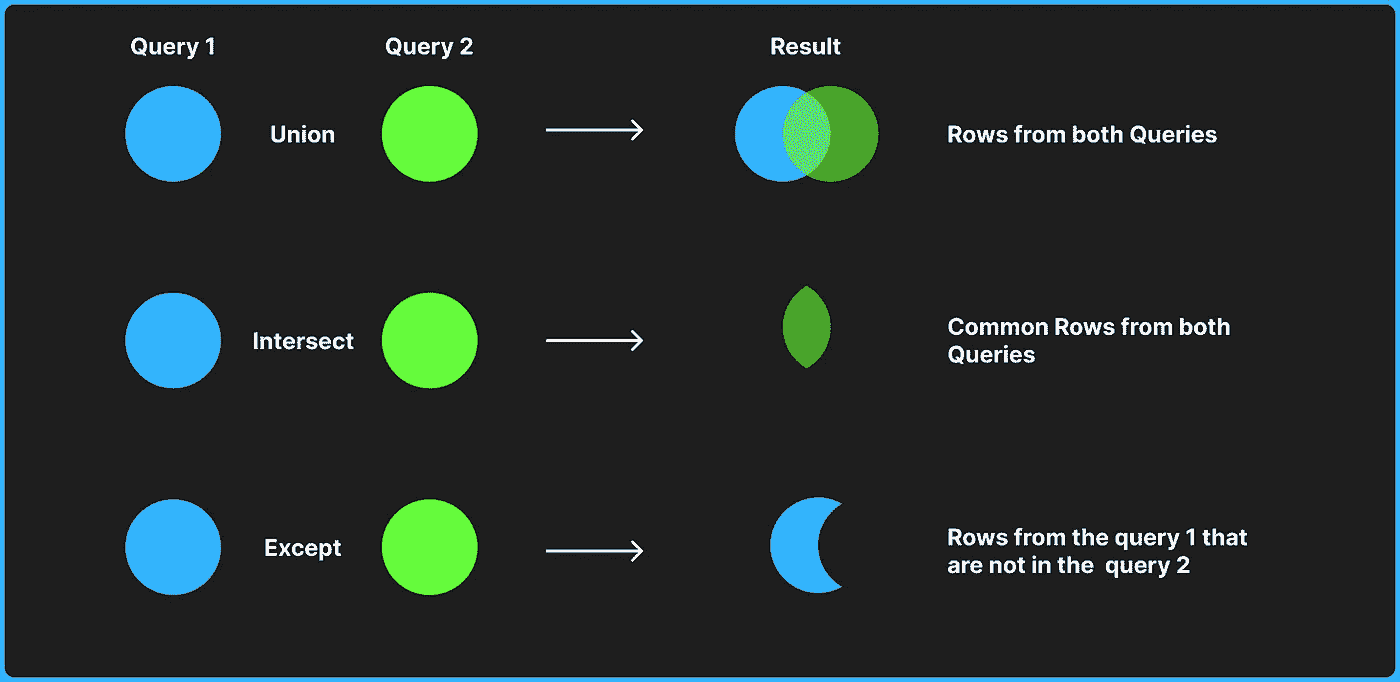 Query 1
Query 2
Result
Union
Rows from both Queries
Intersect
Common Rows from both
Queries
Except
Rows from the query 1 that
are not in the query 2